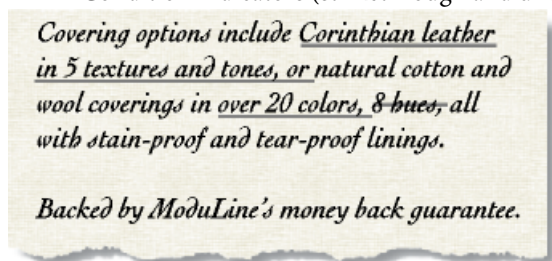 Covering options include Corinthian leather
in 5 textures and tones, or natural cotton and
wool coverings in over 20 colors, 8 hues, all
with stain-proof and tear-proof linings.
Backed by ModuLine's money back guarantee.